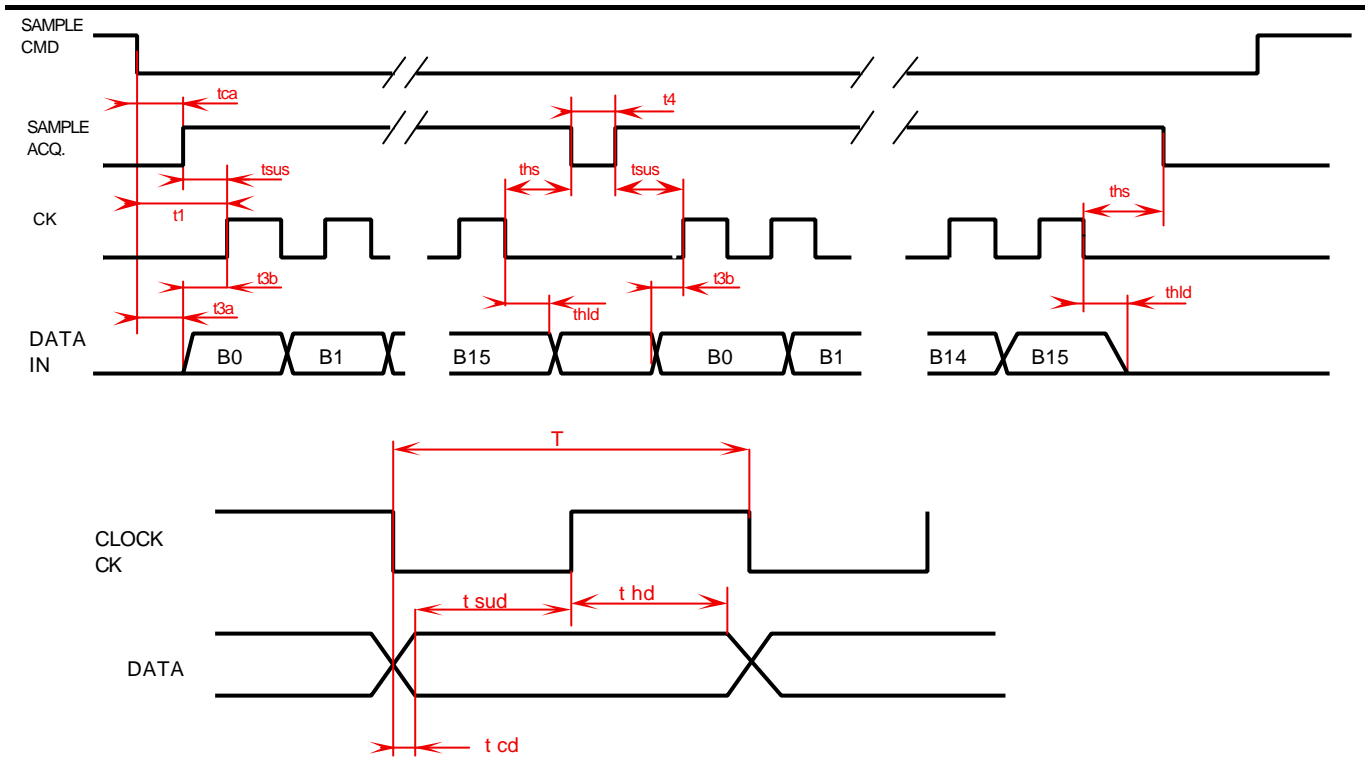 SAMPLE
CMD
tca
t4
SAMPLE
ACQ.
tsus
ths
tsus
ths
t1
CK
t3b
t3b
t3a
thld
thld
DATA
IN
B0
B1
B15
B0
B1
B14
B15
T
CLOCK
CK
t sud
t hd
DATA
t cd